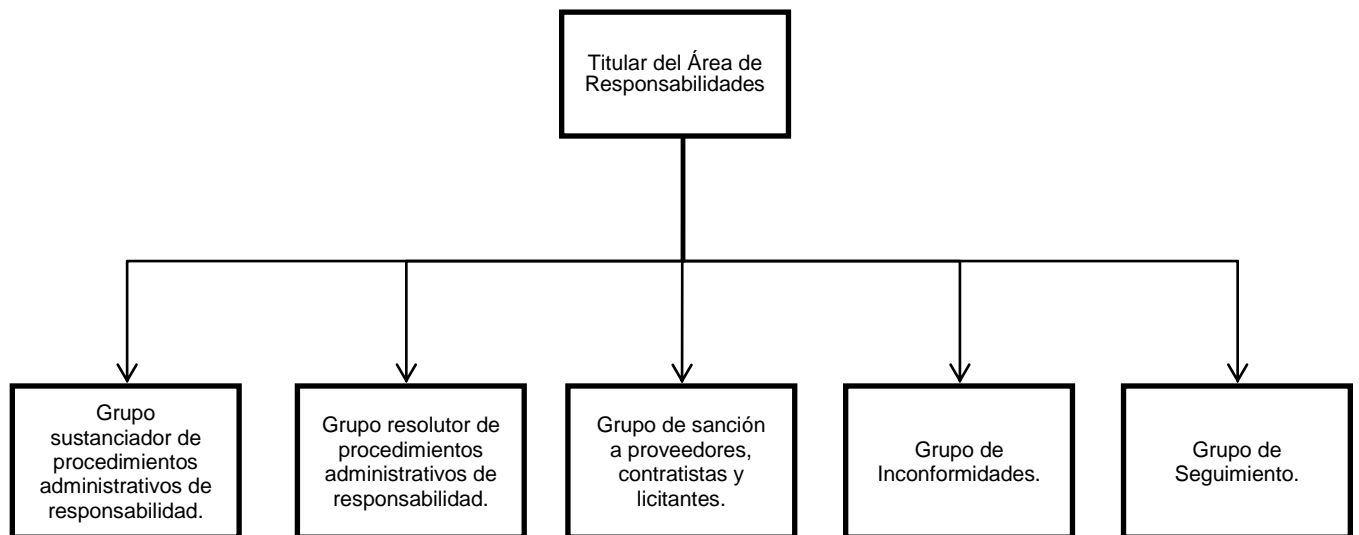 Titular del Área de
Responsabilidades
Grupo
sustanciador de
procedimientos
administrativos de
responsabilidad.
Grupo resolutor de
procedimientos
administrativos de
responsabilidad.
Grupo de sanción
a proveedores,
contratistas y
licitantes.
Grupo de
Inconformidades.
Grupo de
Seguimiento.